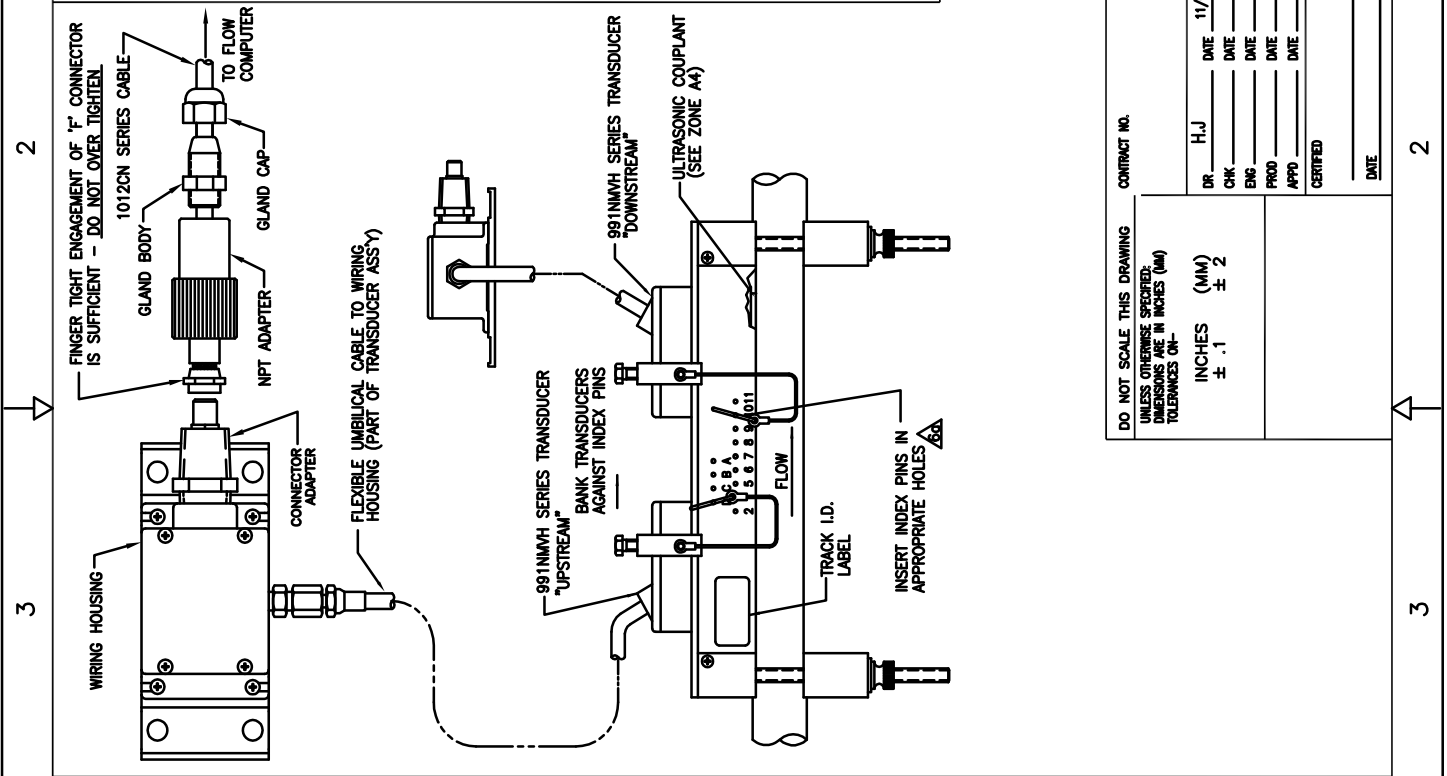 2
3
FINGER TIGHT ENGAGEMENT OF 'F' CONNECTOR
IS SUFFICIENT - DO NOT OVER TIGHTEN
1012CN SERIES CABLE
TO FLOW
COMPUTER
GLAND BODY
GLAND CAP
NPT ADAPTER
CONNECTOR
ADAPTER
WIRING HOUSING
FLEXIBLE UMBILICAL CABLE TO WIRING
HOUSING (PART OF TRANSDUCER ASS'Y)
991NMVH SERIES TRANSDUCER
"DOWNSTREAM"
ULTRASONIC COUPLANT
(SEE ZONE A4)
991NMVH SERIES TRANSDUCER
"UPSTREAM"
BANK TRANSDUCERS
AGAINST INDEX PINS
C B A
2 5 6 7 8 9 1011
FLOW
TRACK I.D.
LABEL
INSERT INDEX PINS IN
APPROPRIATE HOLES
6d
DO NOT SCALE THIS DRAWING
UNLESS OTHERWISE SPECIFIED:
DIMENSIONS ARE IN INCHES (MM)
TOLERANCES ON-
INCHES (MM)
± .1 ± 2
CONTRACT NO.
DR H.J DATE 11/
CHK DATE
ENG DATE
PROD DATE
APPD DATE
CERTIFIED
DATE
2
3